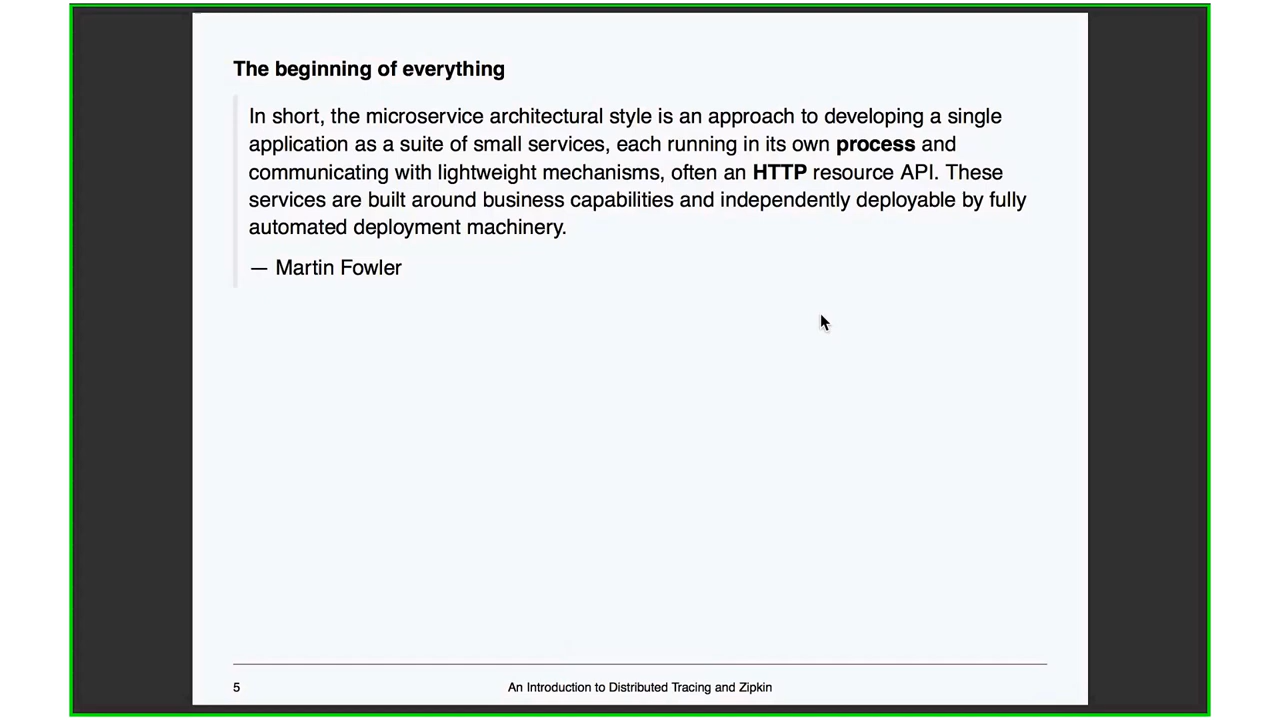 The beginning of everything
In short, the microservice architectural style is an approach to developing a single
application as a suite of small services, each running in its own process and
communicating with lightweight mechanisms, often an HTTP resource API. These
services are built around business capabilities and independently deployable by fully
automated deployment machinery.
— Martin Fowler
5
An Introduction to Distributed Tracing and Zipkin